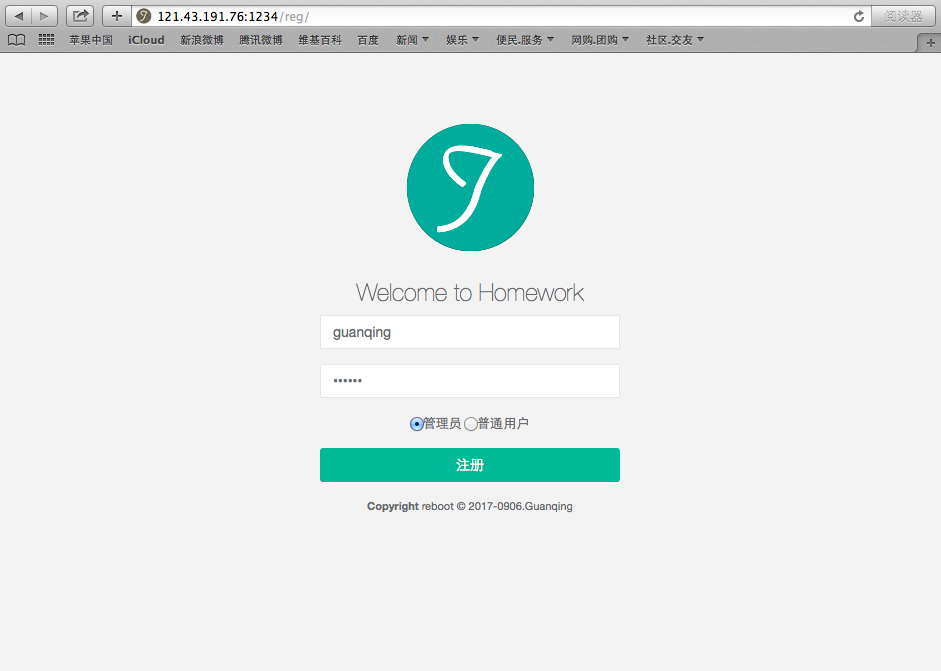 121.43.191.76:1234/reg/ 阅读器
苹果中国 iCloud 新浪微博 腾讯微博 维基百科 百度 新闻 娱乐 便民.服务 网购.团购 社区.交友
Welcome to Homework
guanqing
••••••
管理员 普通用户
注册
Copyright reboot © 2017-0906.Guanqing